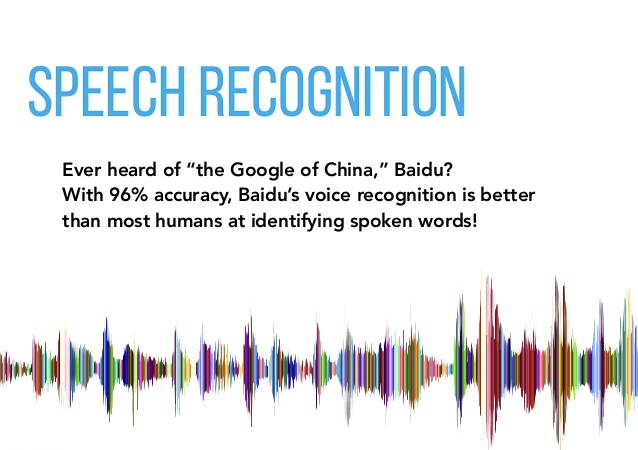 SPEECH RECOGNITION
Ever heard of “the Google of China,” Baidu?
With 96% accuracy, Baidu’s voice recognition is better
than most humans at identifying spoken words!